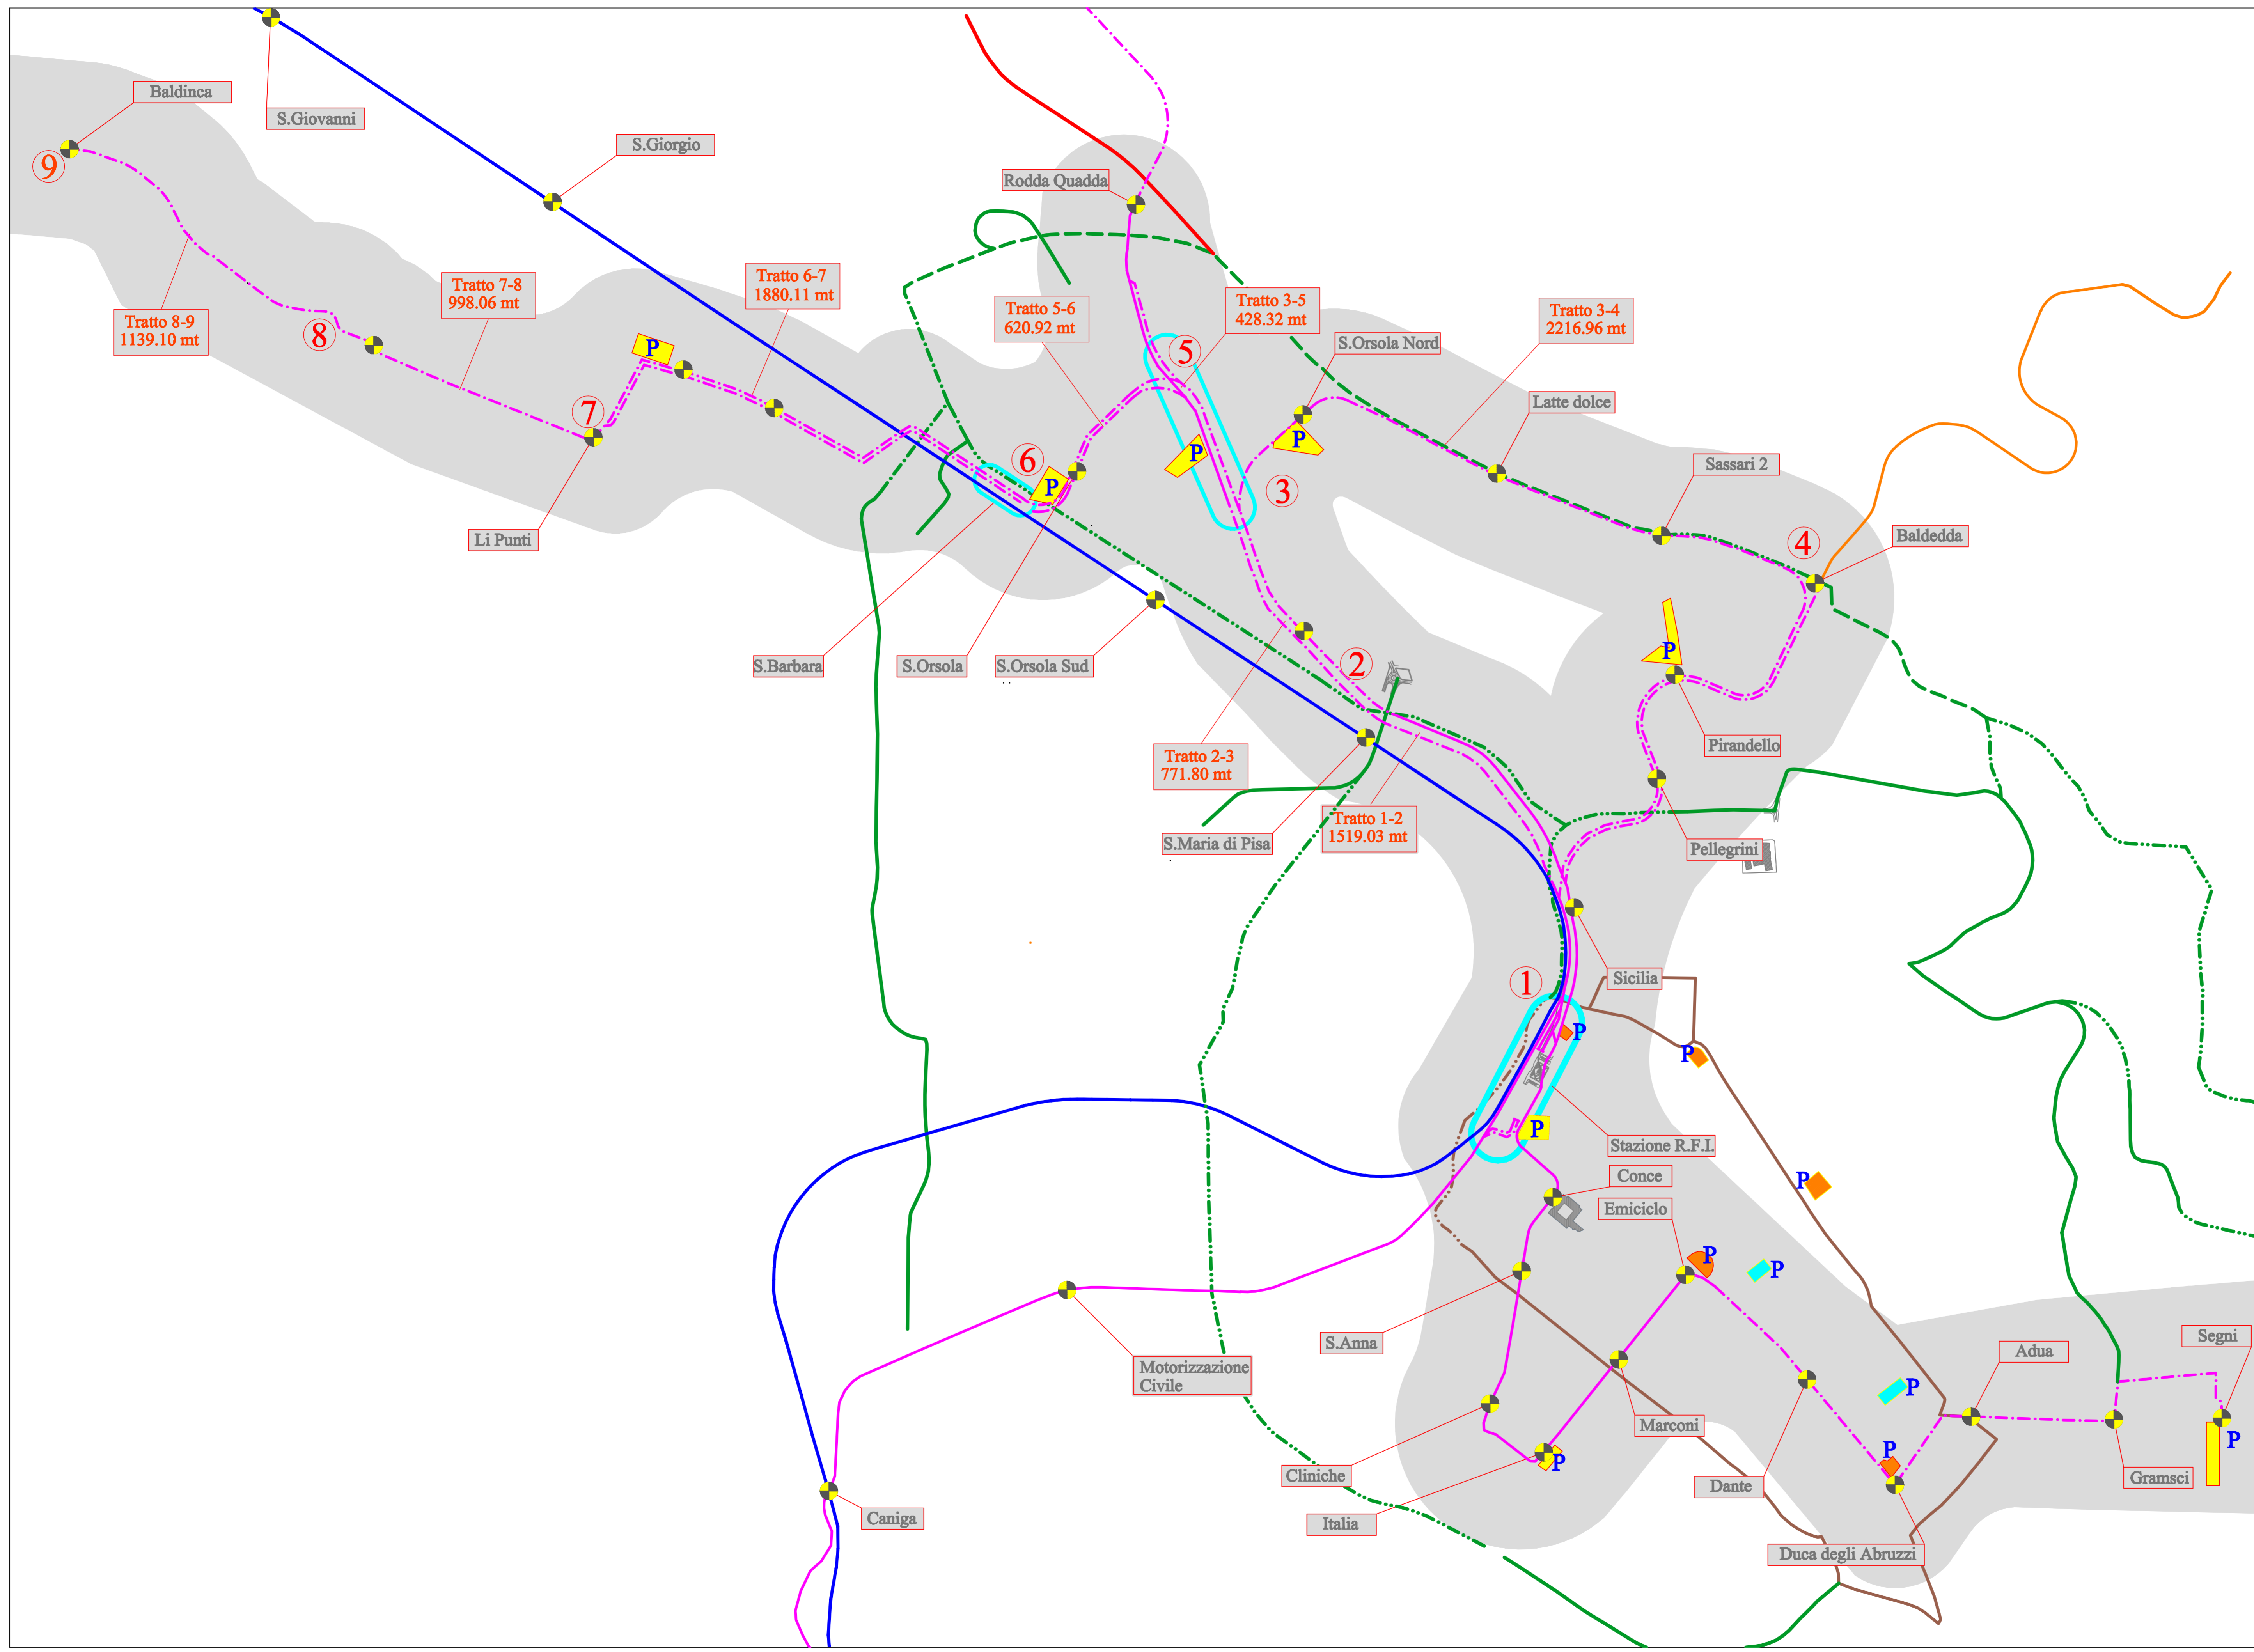 Baldinca
S.Giovanni
S.Giorgio
9
Rodda Quadda
Tratto 6-7
1880.11 mt
Tratto 7-8
998.06 mt
Tratto 5-6
620.92 mt
Tratto 3-5
428.32 mt
Tratto 3-4
2216.96 mt
Tratto 8-9
1139.10 mt
8
P
5
S.Orsola Nord
Latte dolce
7
P
P
6
P
3
Sassari 2
Li Punti
4
Baldedda
S.Barbara
S.Orsola
S.Orsola Sud
2
P
Pirandello
Tratto 2-3
771.80 mt
Tratto 1-2
1519.03 mt
S.Maria di Pisa
Pellegrini
1
Sicilia
P
P
P
Stazione R.F.I.
Conce
P
Emiciclo
P
P
S.Anna
Motorizzazione
Civile
Adua
Segni
P
Marconi
P
P
P
Cliniche
Dante
Gramsci
Italia
Caniga
Duca degli Abruzzi